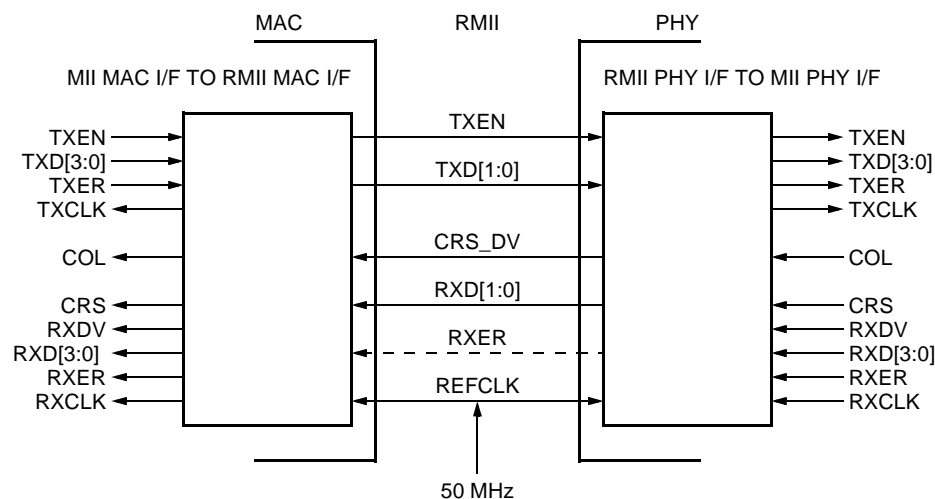 MAC RMII PHY
MII MAC I/F TO RMII MAC I/F
RMII PHY I/F TO MII PHY I/F
TXEN
TXD[3:0]
TXER
TXCLK
COL
CRS
RXDV
RXD[3:0]
RXER
RXCLK
TXEN
TXD[1:0]
CRS_DV
RXD[1:0]
RXER
REFCLK
50 MHz
TXEN
TXD[3:0]
TXER
TXCLK
COL
CRS
RXDV
RXD[3:0]
RXER
RXCLK